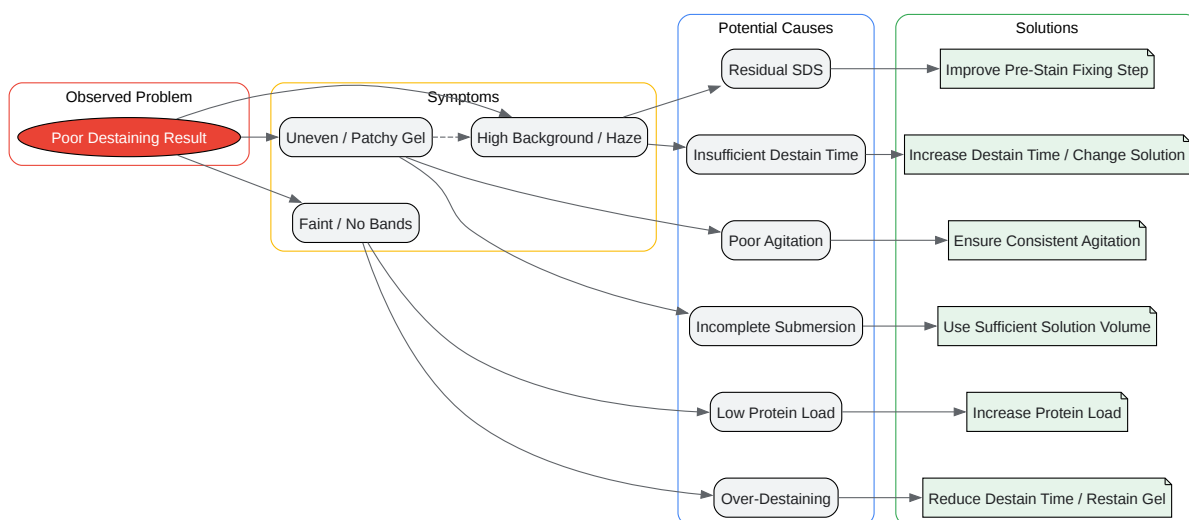 Observed Problem
Poor Destaining Result
Symptoms
Uneven / Patchy Gel
High Background / Haze
Faint / No Bands
Potential Causes
Residual SDS
Insufficient Destain Time
Poor Agitation
Incomplete Submersion
Low Protein Load
Over-Destaining
Solutions
Improve Pre-Stain Fixing Step
Increase Destain Time / Change Solution
Ensure Consistent Agitation
Use Sufficient Solution Volume
Increase Protein Load
Reduce Destain Time / Restain Gel